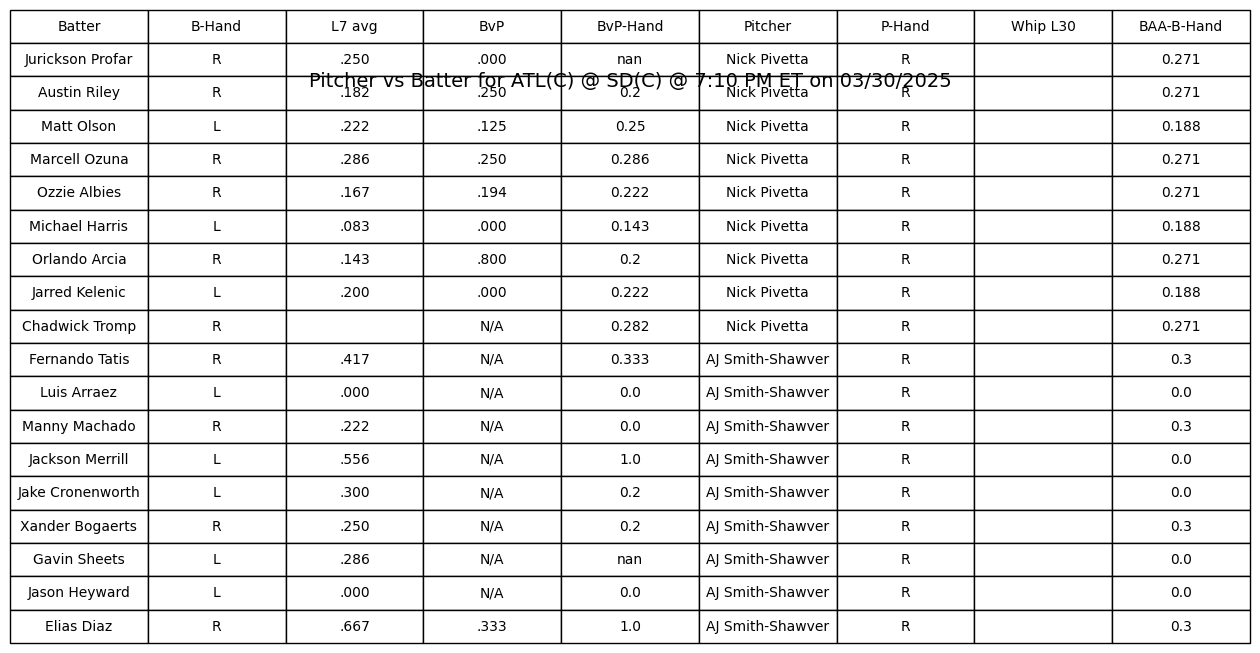 Batter B-Hand L7 avg BvP BvP-Hand Pitcher P-Hand Whip L30 BAA-B-Hand
Jurickson Profar R .250 .000 nan Nick Pivetta R 0.271
Pitcher vs Batter for ATL(C) @ SD(C) @ 7:10 PM ET on 03/30/2025
Austin Riley R .182 .250 0.2 Nick Pivetta R 0.271
Matt Olson L .222 .125 0.25 Nick Pivetta R 0.188
Marcell Ozuna R .286 .250 0.286 Nick Pivetta R 0.271
Ozzie Albies R .167 .194 0.222 Nick Pivetta R 0.271
Michael Harris L .083 .000 0.143 Nick Pivetta R 0.188
Orlando Arcia R .143 .800 0.2 Nick Pivetta R 0.271
Jarred Kelenic L .200 .000 0.222 Nick Pivetta R 0.188
Chadwick Tromp R N/A 0.282 Nick Pivetta R 0.271
Fernando Tatis R .417 N/A 0.333 AJ Smith-Shawver R 0.3
Luis Arraez L .000 N/A 0.0 AJ Smith-Shawver R 0.0
Manny Machado R .222 N/A 0.0 AJ Smith-Shawver R 0.3
Jackson Merrill L .556 N/A 1.0 AJ Smith-Shawver R 0.0
Jake Cronenworth L .300 N/A 0.2 AJ Smith-Shawver R 0.0
Xander Bogaerts R .250 N/A 0.2 AJ Smith-Shawver R 0.3
Gavin Sheets L .286 N/A nan AJ Smith-Shawver R 0.0
Jason Heyward L .000 N/A 0.0 AJ Smith-Shawver R 0.0
Elias Diaz R .667 .333 1.0 AJ Smith-Shawver R 0.3